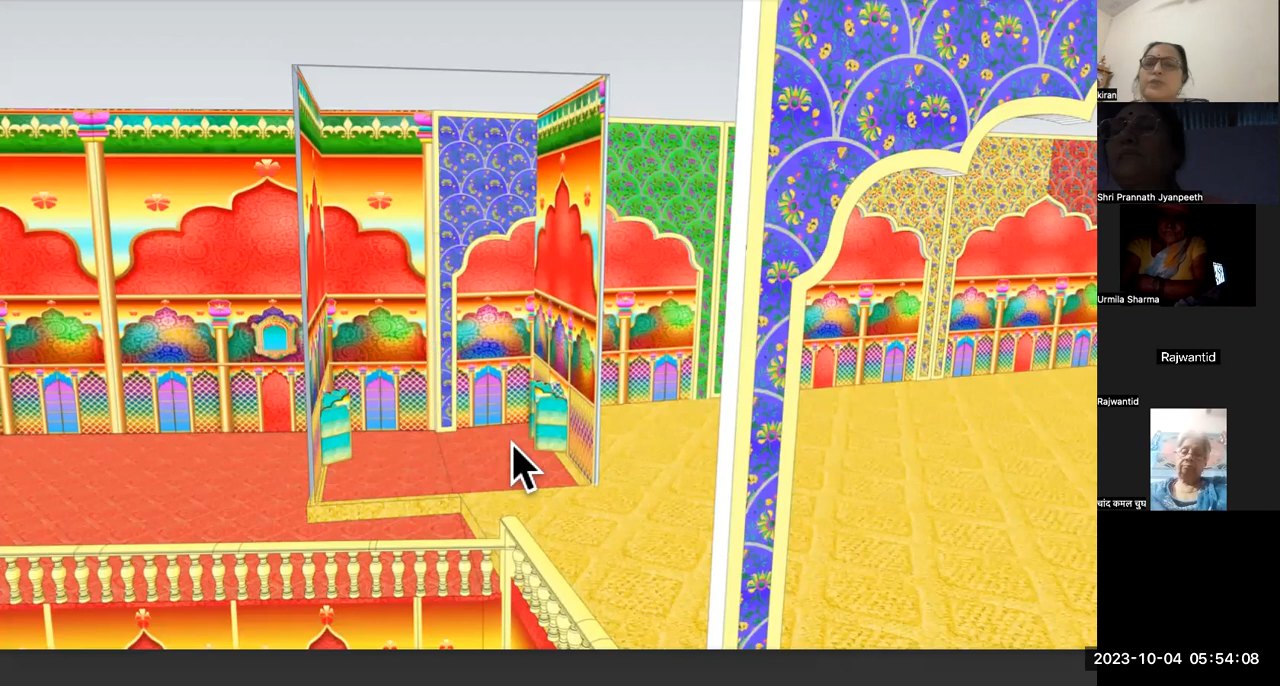 kiran
Shri Prannath Jyanpeeth
Urmila Sharma
Rajwantid
Rajwantid
चांद कमल चुघ
2023-10-04 05:54:08